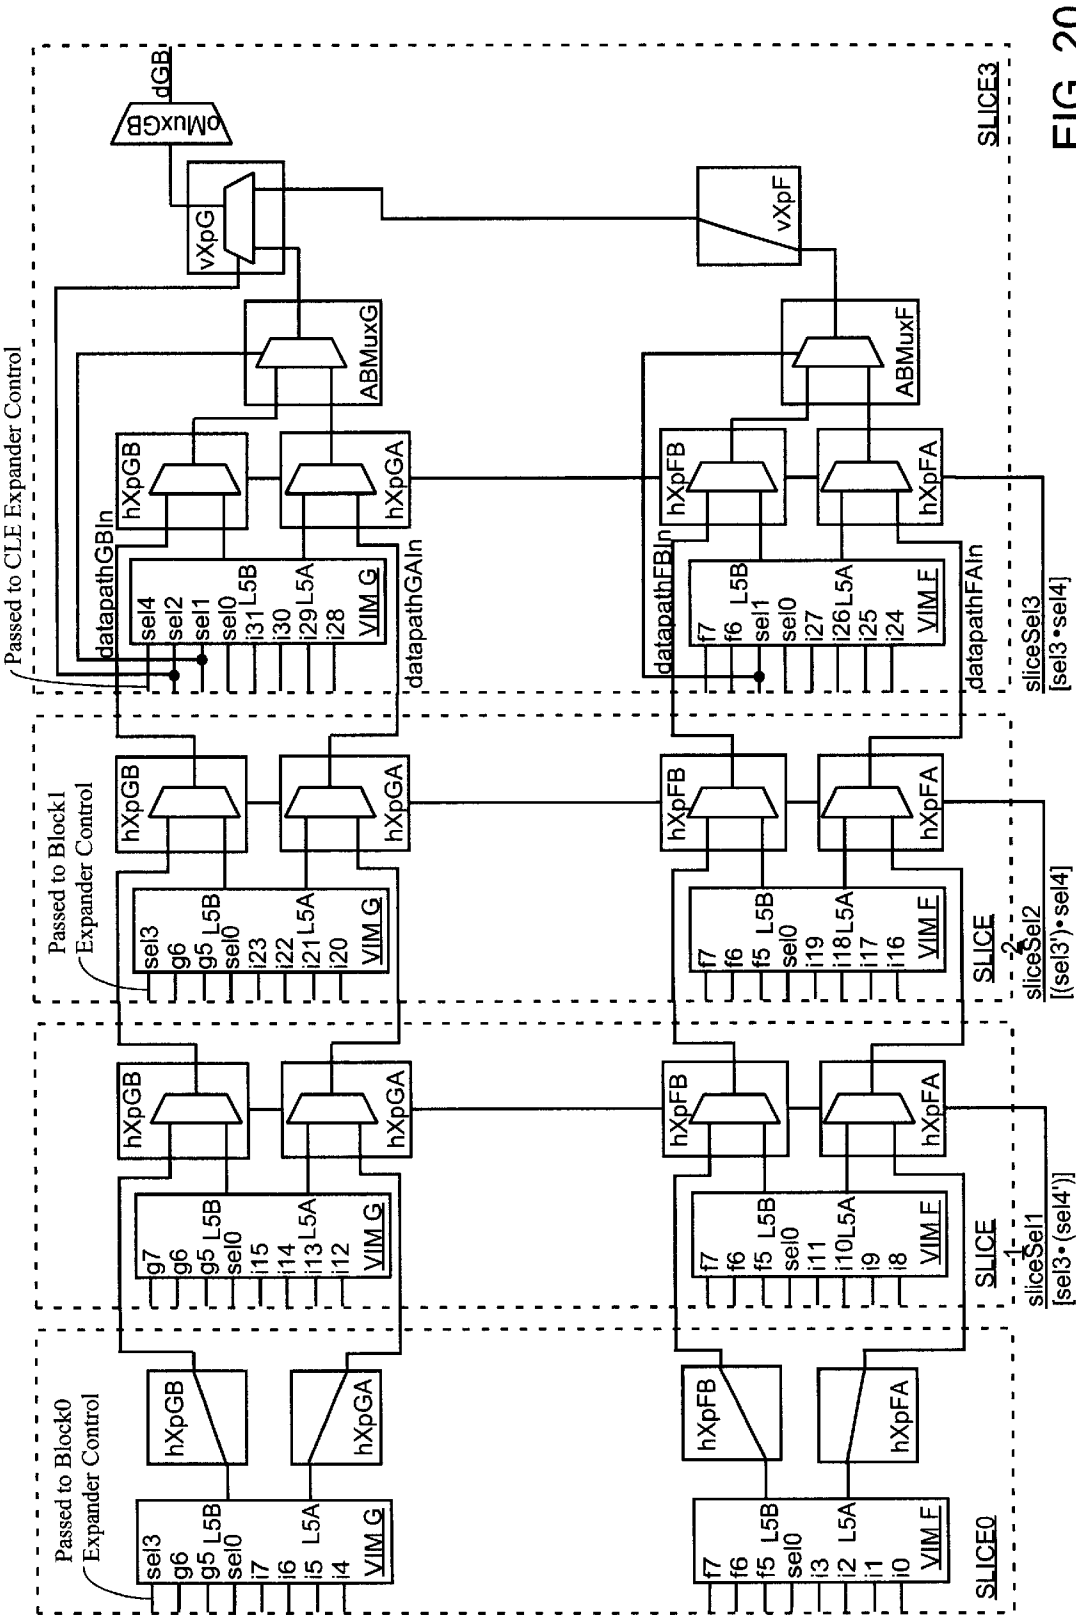 Passed to Block0
Expander Control
sel3
g6
g5
sel0
i7
i6
i5
i4
L5B
L5A
VIM G
hXpGB
hXpGA
f7
f6
f5
sel0
i3
i2
i1
i0
L5B
L5A
VIM F
hXpFB
hXpFA
SLICE0
g7
g6
g5
sel0
i15
i14
i13
i12
L5B
L5A
VIM G
hXpGB
hXpGA
f7
f6
f5
sel0
i11
i10
i9
i8
L5B
L5A
VIM F
hXpFB
hXpFA
SLICE
1
sliceSel1
[sel3•(sel4')]
Passed to Block1
Expander Control
sel3
g6
g5
sel0
i23
i22
i21
i20
L5B
L5A
VIM G
hXpGB
hXpGA
f7
f6
f5
sel0
i19
i18
i17
i16
L5B
L5A
VIM F
hXpFB
hXpFA
SLICE
2
sliceSel2
[(sel3')•sel4]
Passed to CLE Expander Control
datapathGBIn
sel4
sel2
sel1
sel0
i31
i30
i29
i28
L5B
L5A
VIM G
datapathGAIn
hXpGB
hXpGA
ABMuxG
vXpG
oMuxGB
dGB
datapathFBIn
f7
f6
sel1
sel0
i27
i26
i25
i24
L5B
L5A
VIM F
datapathFAIn
hXpFB
hXpFA
ABMuxF
vXpF
SLICE3
sliceSel3
[sel3•sel4]
FIG. 20